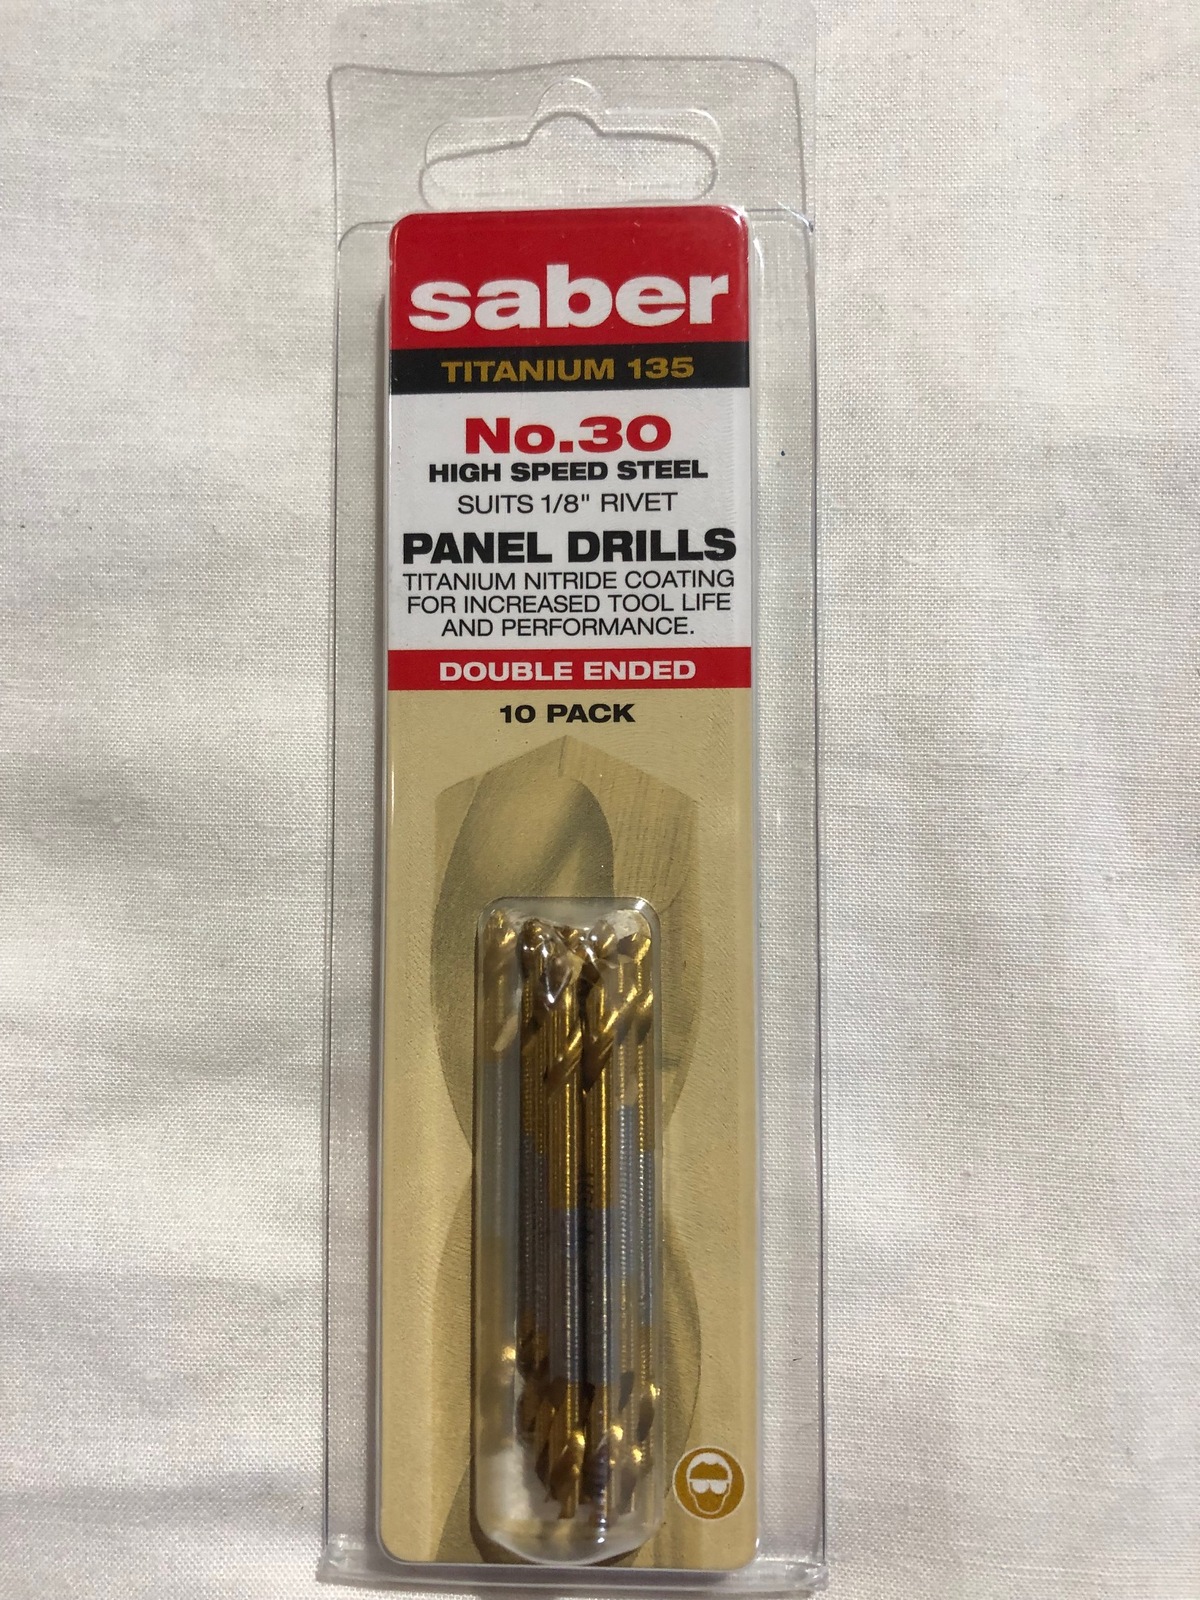 saber
TITANIUM 135
No.30
HIGH SPEED STEEL
SUITS 1/8" RIVET
PANEL DRILLS
TITANIUM NITRIDE COATING
FOR INCREASED TOOL LIFE
AND PERFORMANCE.
DOUBLE ENDED
10 PACK